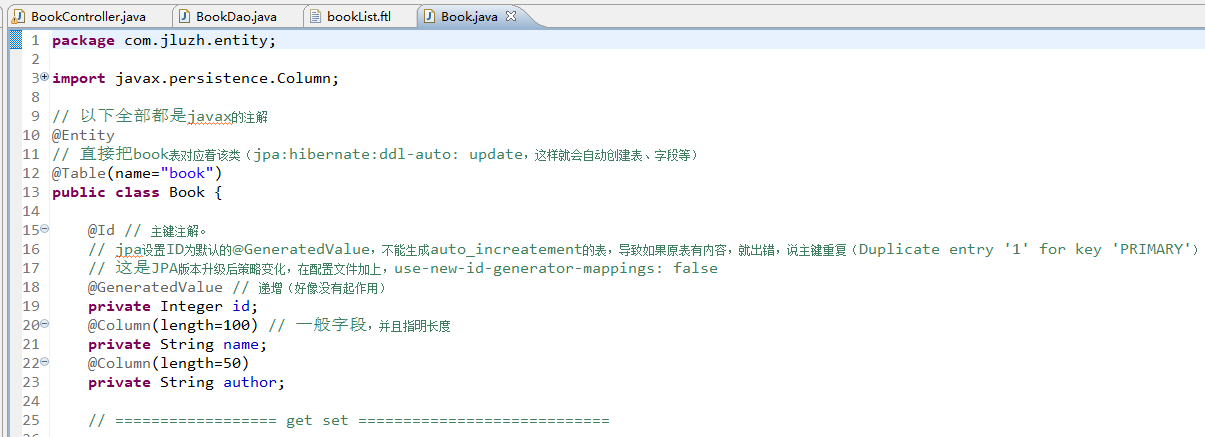 BookController.java BookDao.java bookList.ftl Book.java
1 package com.jluzh.entity;
2
3 import javax.persistence.Column;
8
9 // 以下全部都是javax的注解
10 @Entity
11 // 直接把book表对应着该类（jpa:hibernate:ddl-auto: update，这样就会自动创建表、字段等）
12 @Table(name="book")
13 public class Book {
14
15 @Id // 主键注解。
16 // jpa设置ID为默认的@GeneratedValue，不能生成auto_increatement的表，导致如果原表有内容，就出错，说主键重复（Duplicate entry '1' for key 'PRIMARY'）
17 // 这是JPA版本升级后策略变化，在配置文件加上，use-new-id-generator-mappings: false
18 @GeneratedValue // 递增（好像没有起作用）
19 private Integer id;
20 @Column(length=100) // 一般字段，并且指明长度
21 private String name;
22 @Column(length=50)
23 private String author;
24
25 // ================== get set ============================